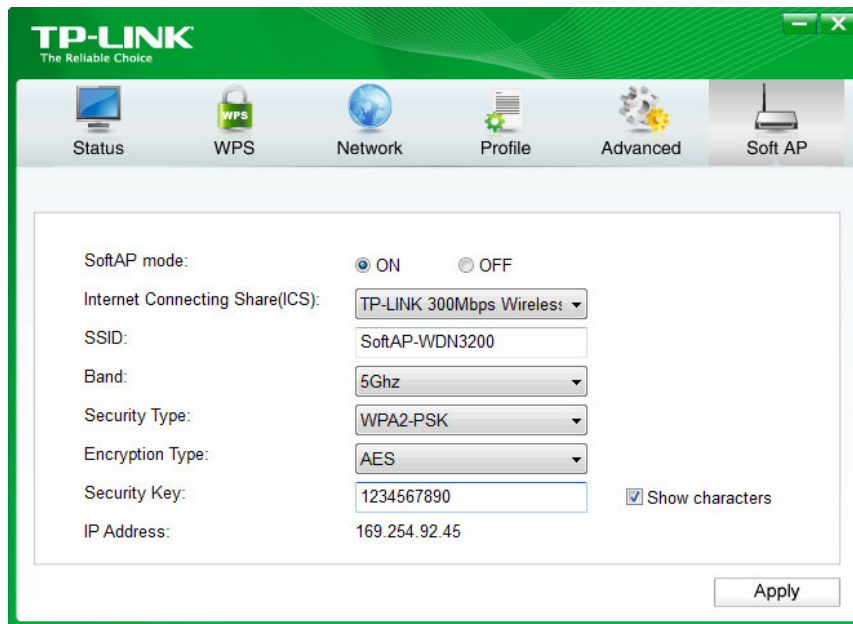 TP-LINK
The Reliable Choice
Status WPS Network Profile Advanced Soft AP
WPS
SoftAP mode: ON OFF
Internet Connecting Share(ICS): TP-LINK 300Mbps Wireless
SSID: SoftAP-WDN3200
Band: 5Ghz
Security Type: WPA2-PSK
Encryption Type: AES
Security Key: 1234567890 Show characters
IP Address: 169.254.92.45
Apply